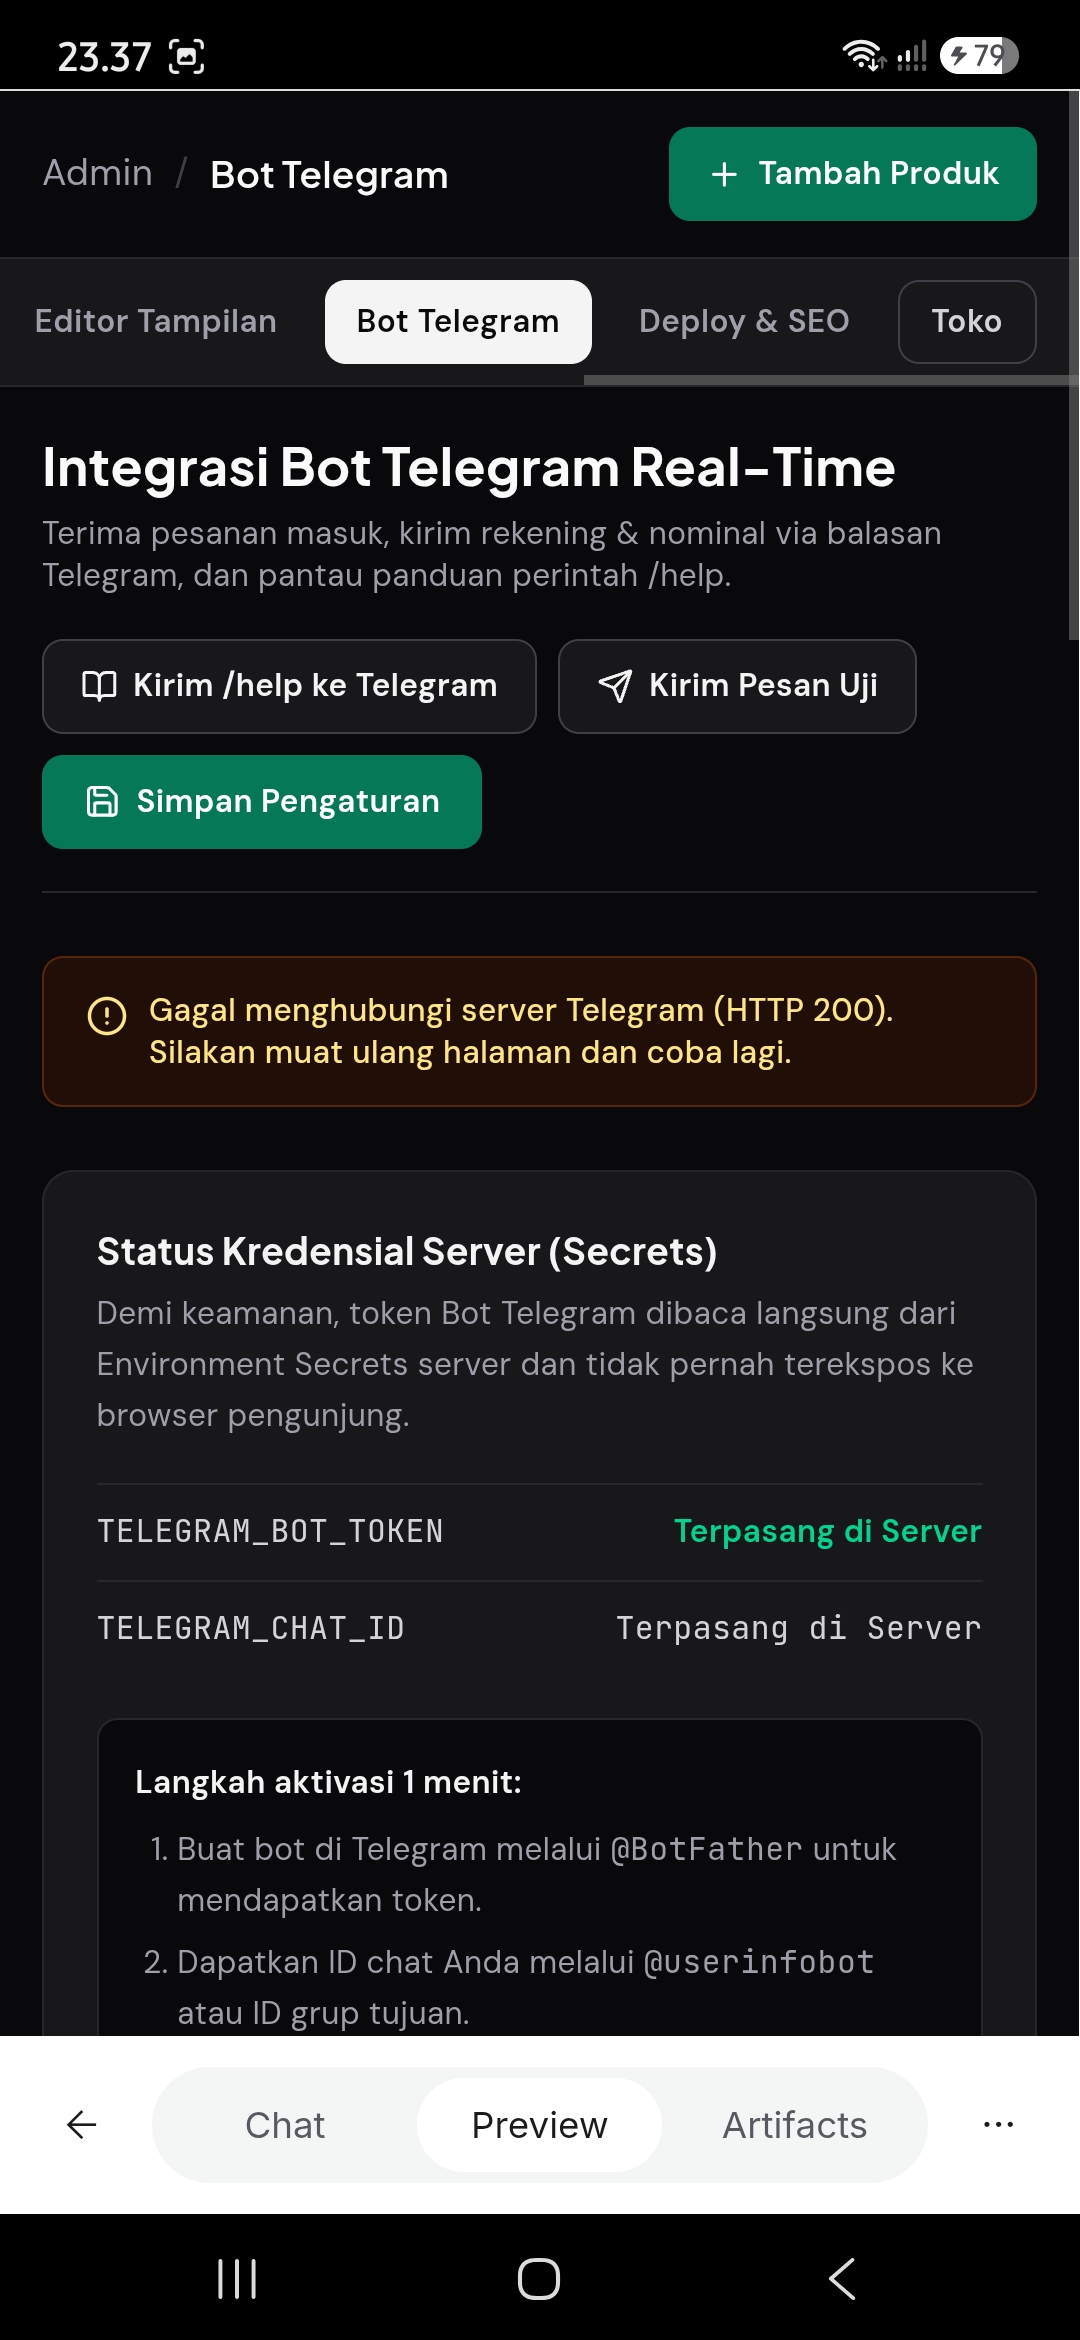 23.37
79
Admin / Bot Telegram
+ Tambah Produk
Editor Tampilan
Bot Telegram
Deploy & SEO
Toko
Integrasi Bot Telegram Real-Time
Terima pesanan masuk, kirim rekening & nominal via balasan
Telegram, dan pantau panduan perintah /help.
Kirim /help ke Telegram
Kirim Pesan Uji
Simpan Pengaturan
Gagal menghubungi server Telegram (HTTP 200).
Silakan muat ulang halaman dan coba lagi.
Status Kredensial Server (Secrets)
Demi keamanan, token Bot Telegram dibaca langsung dari
Environment Secrets server dan tidak pernah terekspos ke
browser pengunjung.
TELEGRAM_BOT_TOKEN
Terpasang di Server
TELEGRAM_CHAT_ID
Terpasang di Server
Langkah aktivasi 1 menit:
1. Buat bot di Telegram melalui @BotFather untuk
mendapatkan token.
2. Dapatkan ID chat Anda melalui @userinfobot
atau ID grup tujuan.
Chat
Preview
Artifacts